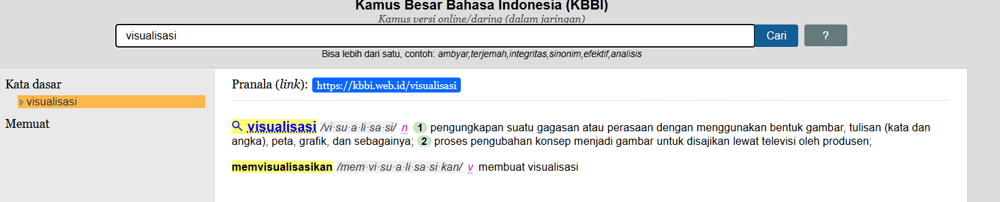 Kamus Besar Bahasa Indonesia (KBBI)
Kamus versi online/daring (dalam jaringan)
visualisasi
Cari
?
Bisa lebih dari satu, contoh: ambyar,terjemah,integritas,sinonim,efektif,analisis
Kata dasar
visualisasi
Memuat
Pranala (link): https://kbbi.web.id/visualisasi
visualisasi /vi·su·a·li·sa·si/ n 1 pengungkapan suatu gagasan atau perasaan dengan menggunakan bentuk gambar, tulisan (kata dan
angka), peta, grafik, dan sebagainya; 2 proses pengubahan konsep menjadi gambar untuk disajikan lewat televisi oleh produsen;
memvisualisasikan /mem·vi·su·a·li·sa·si·kan/ v membuat visualisasi